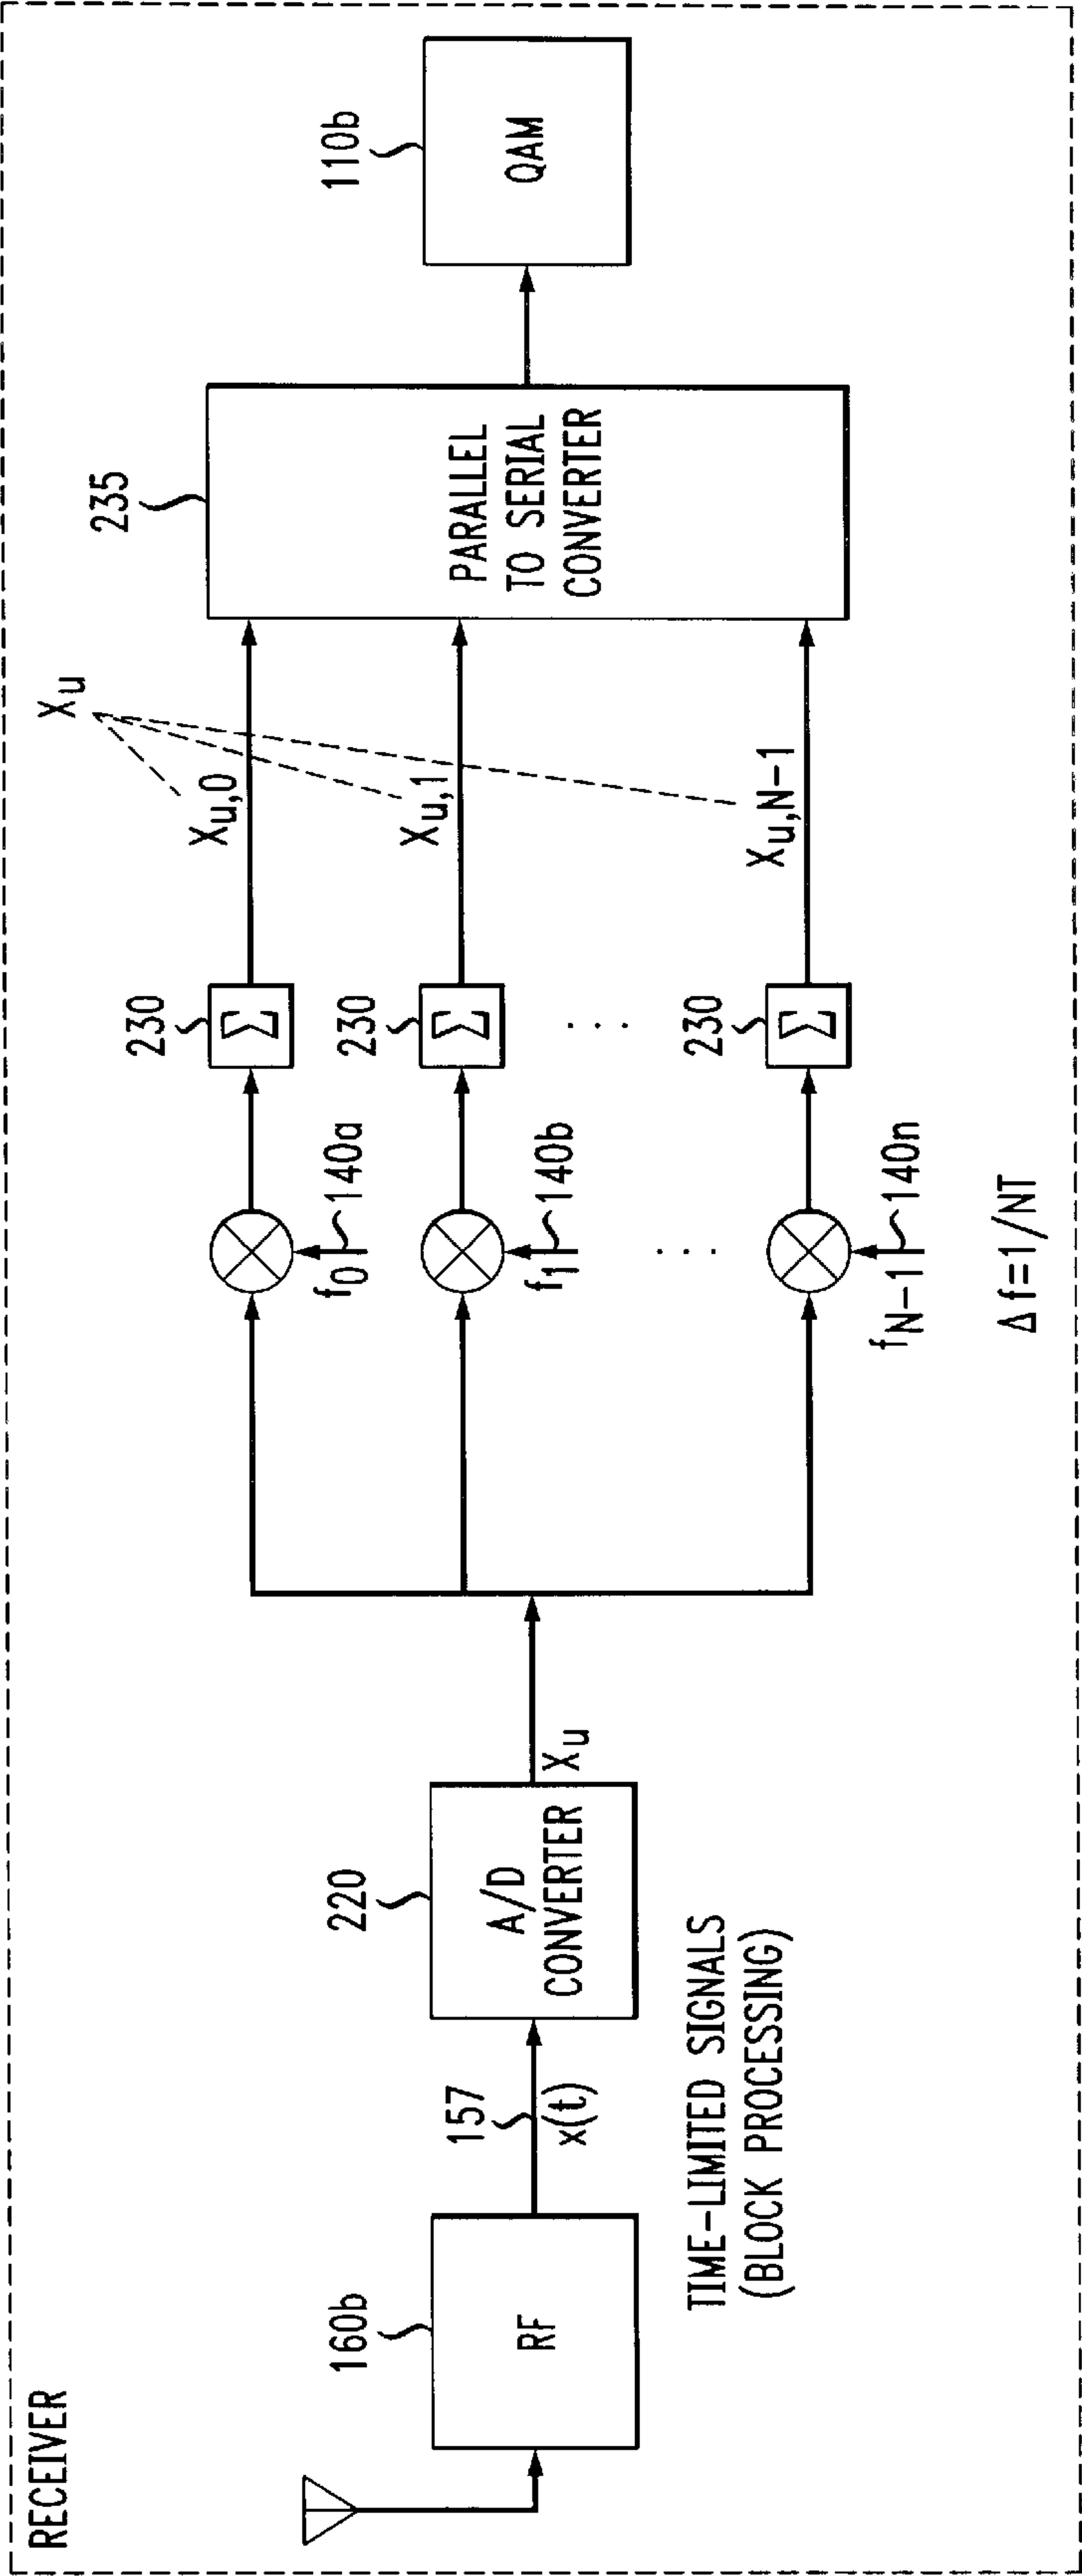 RECEIVER
160b
RF
157
x(t)
TIME-LIMITED SIGNALS
(BLOCK PROCESSING)
220
A/D
CONVERTER
Xu
f0
140a
f1
140b
. . .
fN-1
140n
Δf=1/NT
230
Σ
230
Σ
. . .
230
Σ
Xu
Xu,0
Xu,1
Xu,N-1
235
PARALLEL
TO SERIAL
CONVERTER
110b
QAM